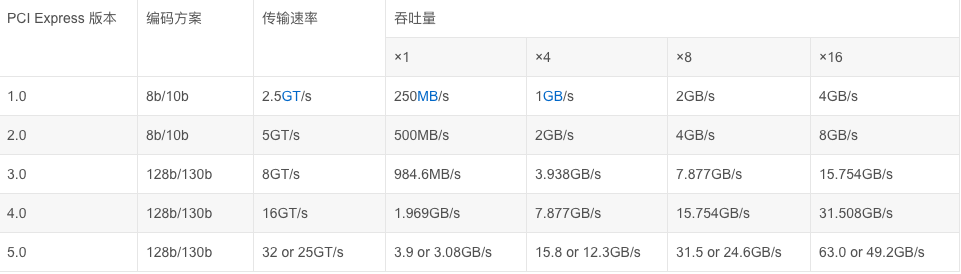 PCI Express 版本 编码方案 传输速率 吞吐量
×1 ×4 ×8 ×16
1.0 8b/10b 2.5GT/s 250MB/s 1GB/s 2GB/s 4GB/s
2.0 8b/10b 5GT/s 500MB/s 2GB/s 4GB/s 8GB/s
3.0 128b/130b 8GT/s 984.6MB/s 3.938GB/s 7.877GB/s 15.754GB/s
4.0 128b/130b 16GT/s 1.969GB/s 7.877GB/s 15.754GB/s 31.508GB/s
5.0 128b/130b 32 or 25GT/s 3.9 or 3.08GB/s 15.8 or 12.3GB/s 31.5 or 24.6GB/s 63.0 or 49.2GB/s